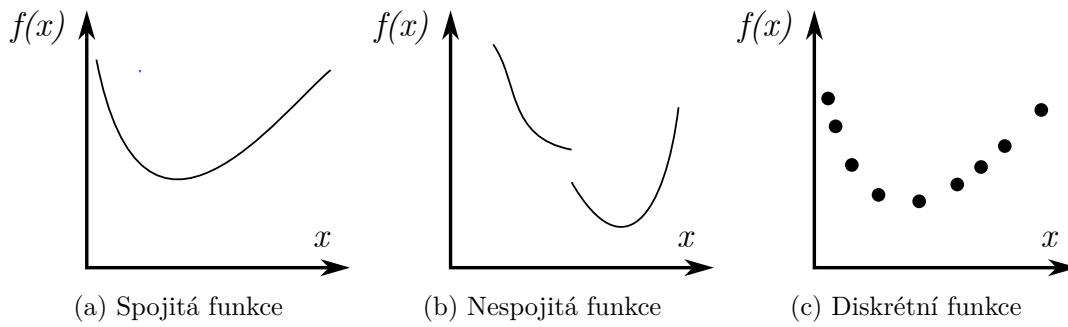 f(x) f(x) f(x)
x x x
(a) Spojitá funkce (b) Nespojitá funkce (c) Diskrétní funkce